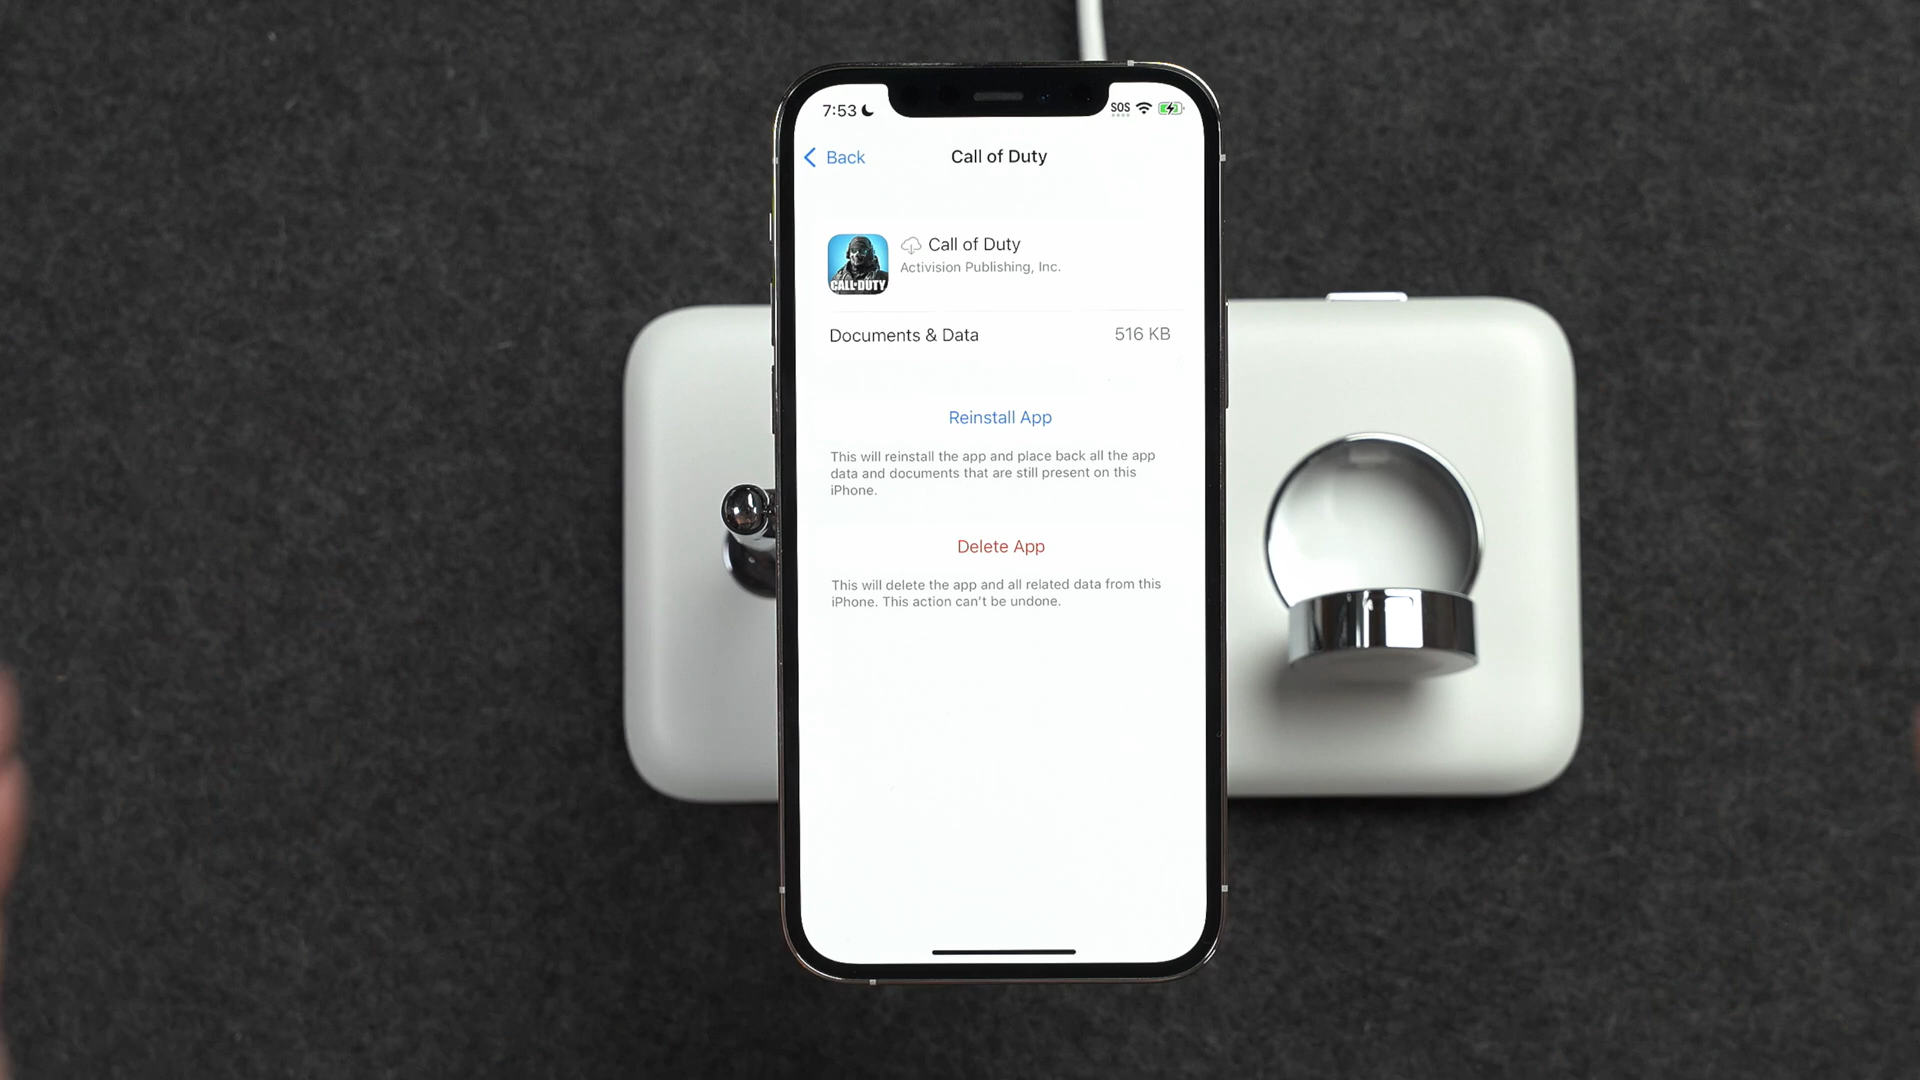 7:53
SOS
Back
Call of Duty
Call of Duty
Activision Publishing, Inc.
CALL OF DUTY
Documents & Data
516 KB
Reinstall App
This will reinstall the app and place back all the app
data and documents that are still present on this
iPhone.
Delete App
This will delete the app and all related data from this
iPhone. This action can't be undone.